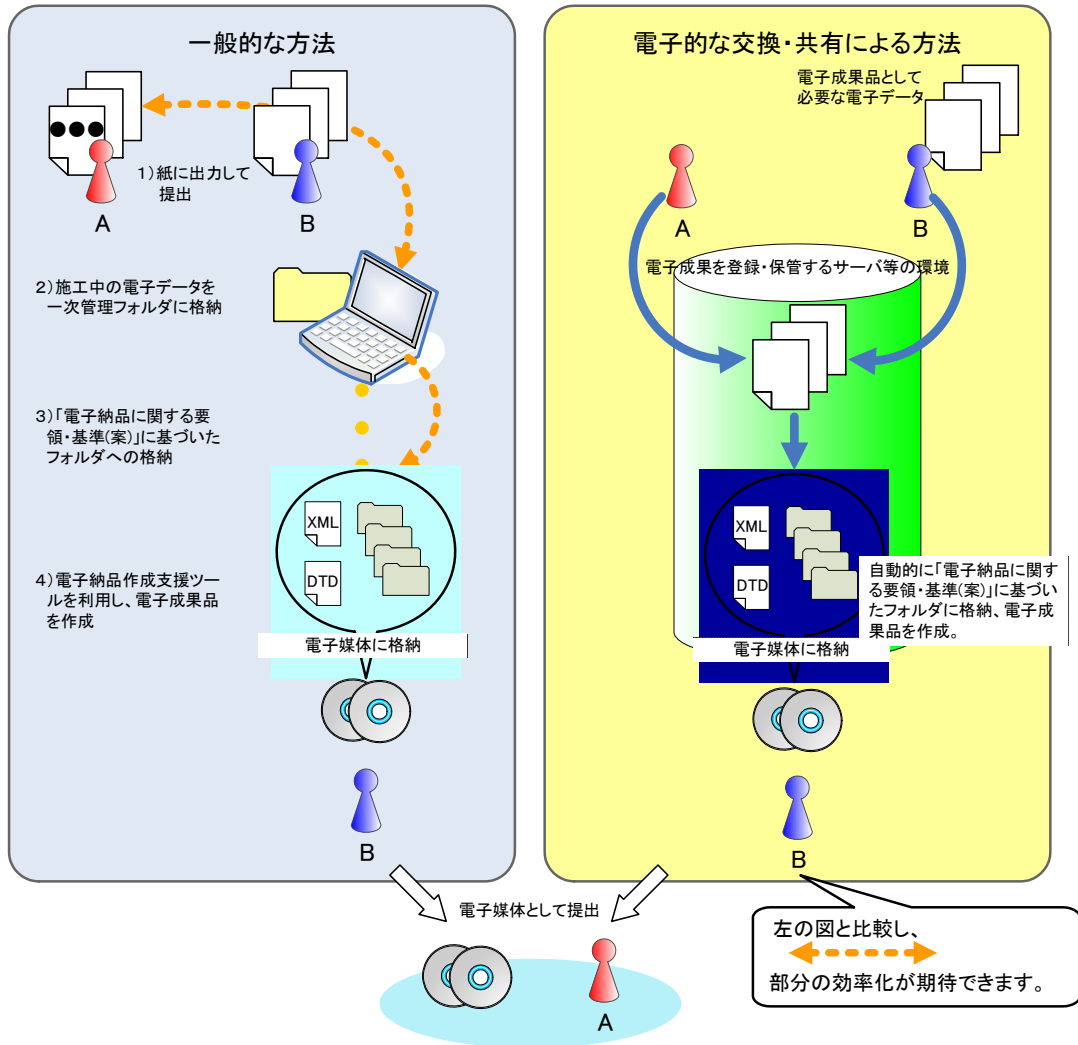 一般的な方法
A
1)紙に出力して
提出
B
2)施工中の電子データを
一次管理フォルダに格納
3)「電子納品に関する要
領・基準(案)」に基づいた
フォルダへの格納
XML
DTD
4)電子納品作成支援ツー
ルを利用し、電子成果品
を作成
電子媒体に格納
B
電子的な交換・共有による方法
電子成果品として
必要な電子データ
A
B
電子成果を登録・保管するサーバ等の環境
XML
DTD
自動的に「電子納品に関す
る要領・基準(案)」に基づい
たフォルダに格納、電子成
果品を作成。
電子媒体に格納
B
電子媒体として提出
A
左の図と比較し、
部分の効率化が期待できます。